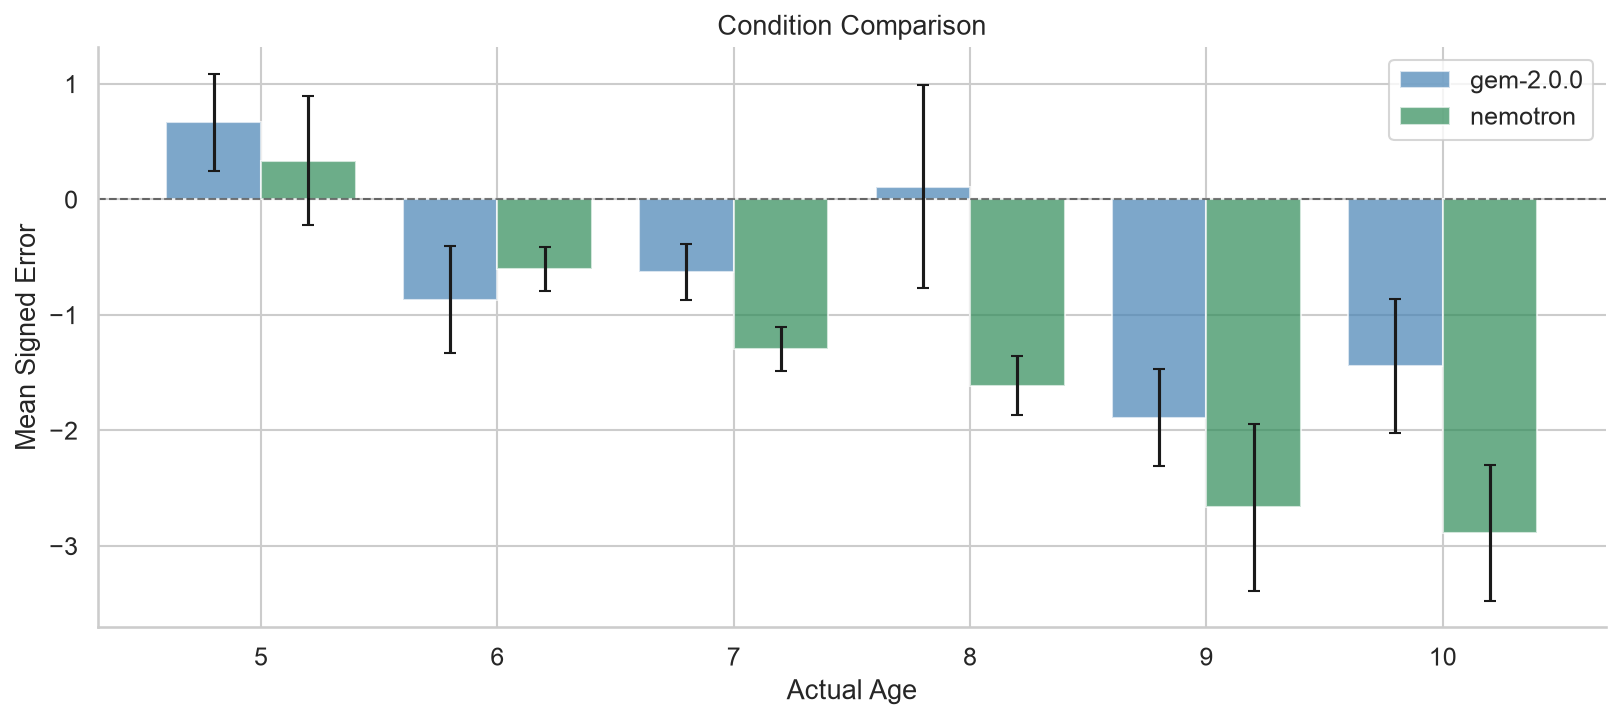 Condition Comparison
gem-2.0.0
nemotron
Mean Signed Error
1
0
−1
−2
−3
5
6
7
8
9
10
Actual Age